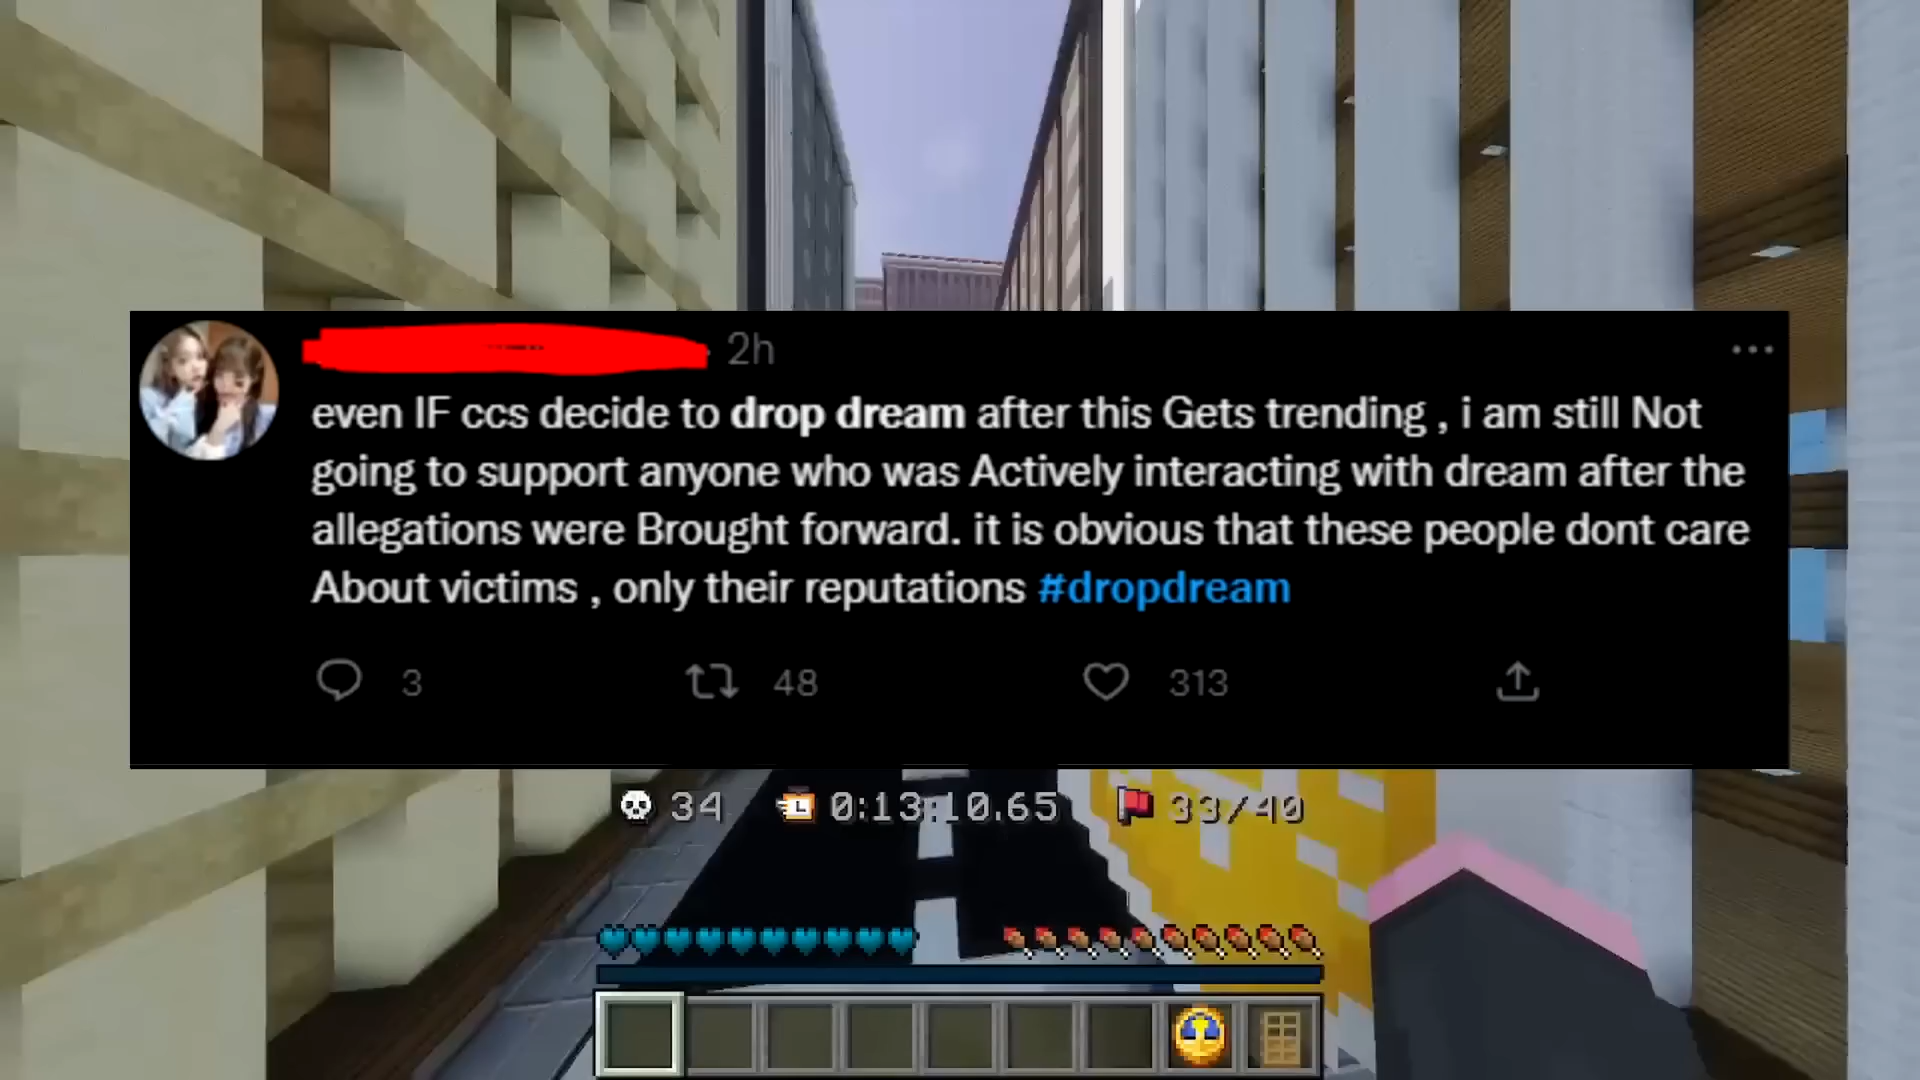 2h
even IF ccs decide to drop dream after this Gets trending , i am still Not
going to support anyone who was Actively interacting with dream after the
allegations were Brought forward. it is obvious that these people dont care
About victims , only their reputations #dropdream
3 48 313
34 0:13:10.65 33/40